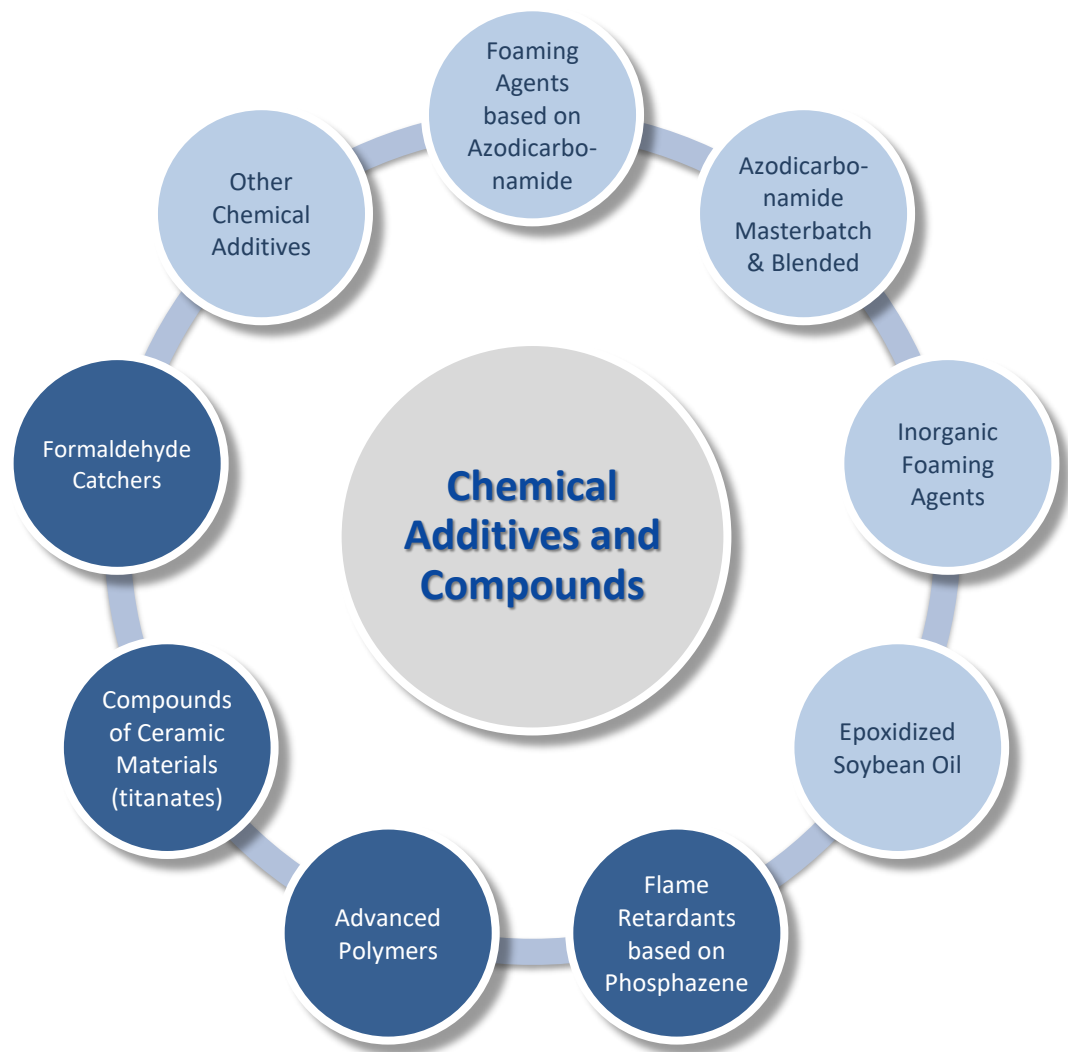 Foaming
Agents
based on
Azodicarbo-
namide
Azodicarbo-
namide
Masterbatch
& Blended
Inorganic
Foaming
Agents
Epoxidized
Soybean Oil
Flame
Retardants
based on
Phosphazene
Advanced
Polymers
Compounds
of Ceramic
Materials
(titanates)
Formaldehyde
Catchers
Other
Chemical
Additives
Chemical
Additives and
Compounds